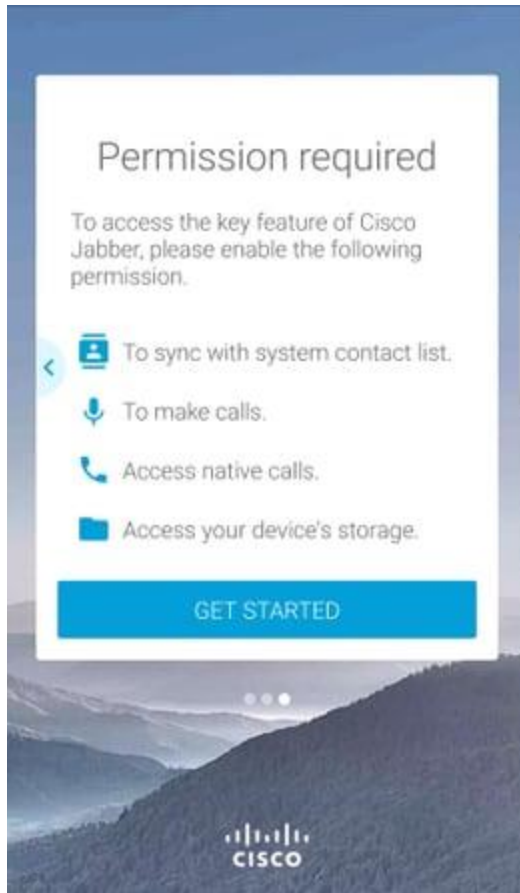 Permission required
To access the key feature of Cisco
Jabber, please enable the following
permission.
To sync with system contact list.
To make calls.
Access native calls.
Access your device's storage.
GET STARTED
CISCO